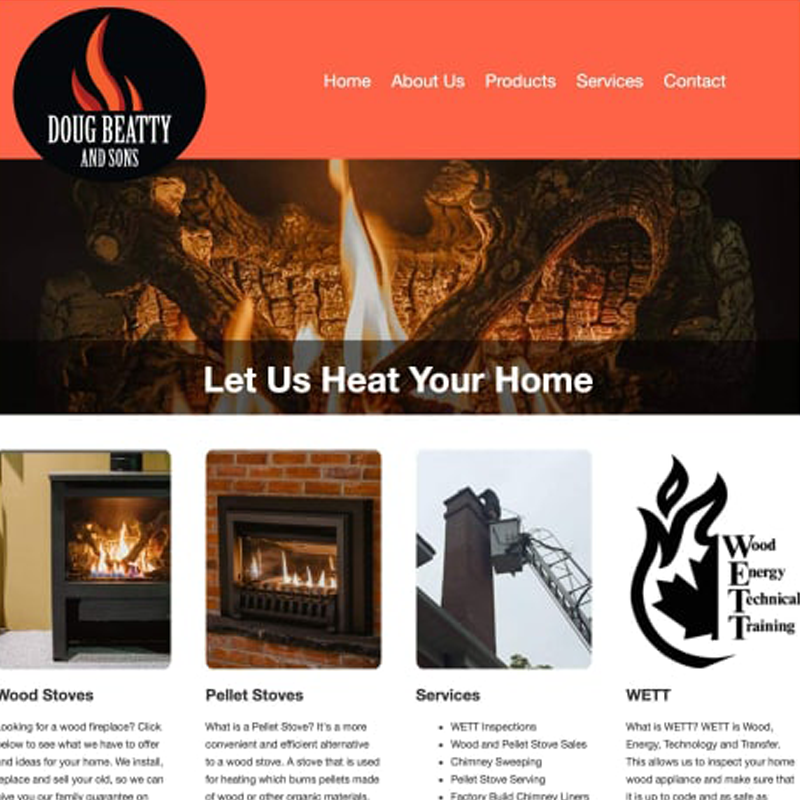 DOUG BEATTY
AND SONS
Home About Us Products Services Contact
Let Us Heat Your Home
Wood
Energy
Technical
Training
Wood Stoves
ooking for a wood fireplace? Click
elow to see what we have to offer
nd ideas for your home. We install,
eplace and sell your old, so we can
ive you our family guarantee on
Pellet Stoves
What is a Pellet Stove? It's a more
convenient and efficient alternative
to a wood stove. A stove that is used
for heating which burns pellets made
of wood or other organic materials.
Services
• WETT Inspections
• Wood and Pellet Stove Sales
• Chimney Sweeping
• Pellet Stove Serving
• Factory Build Chimney Liners
WETT
What is WETT? WETT is Wood,
Energy, Technology and Transfer.
This allows us to inspect your home
wood appliance and make sure that
it is up to code and as safe as